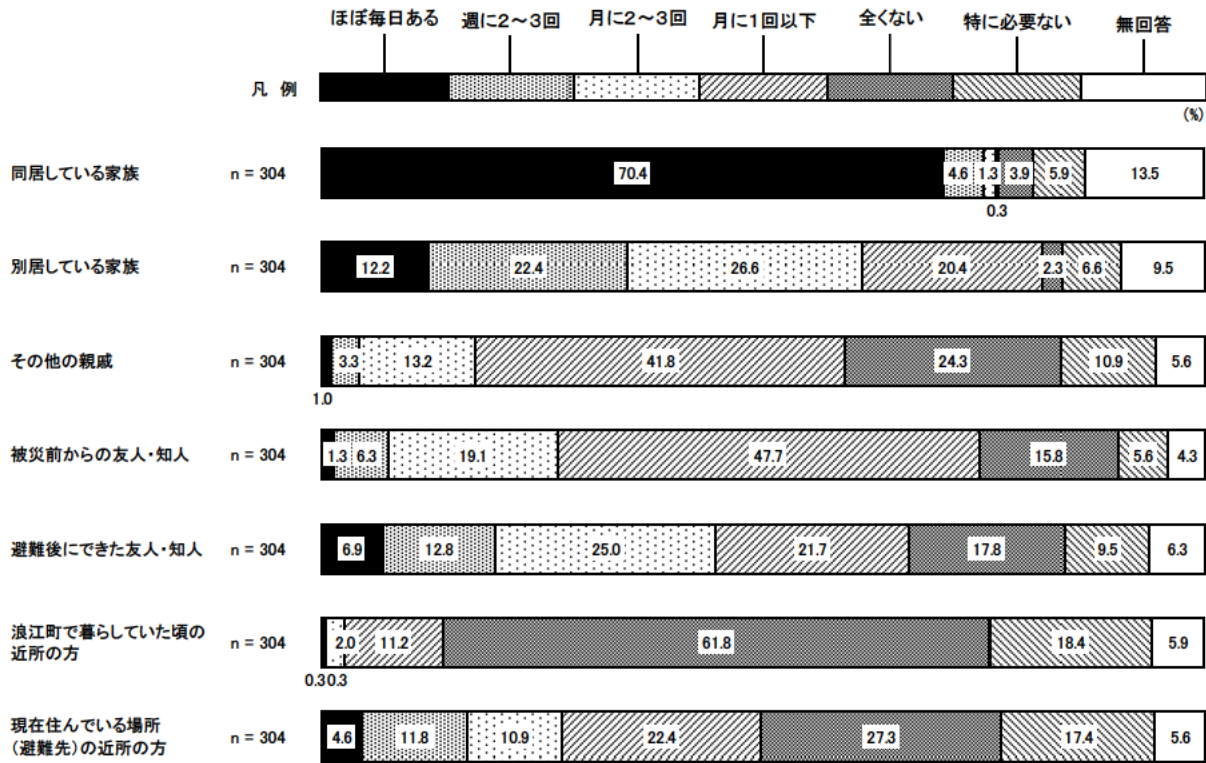 ほぼ毎日ある 週に2～3回 月に2～3回 月に1回以下 全くない 特に必要ない 無回答
凡 例
(%)
同居している家族 n = 304 70.4 4.6 1.3 3.9 5.9 13.5
0.3
別居している家族 n = 304 12.2 22.4 26.6 20.4 2.3 6.6 9.5
その他の親戚 n = 304 3.3 13.2 41.8 24.3 10.9 5.6
1.0
被災前からの友人・知人 n = 304 1.3 6.3 19.1 47.7 15.8 5.6 4.3
避難後にできた友人・知人 n = 304 6.9 12.8 25.0 21.7 17.8 9.5 6.3
浪江町で暮らしていた頃の
近所の方 n = 304 2.0 11.2 61.8 18.4 5.9
0.3 0.3
現在住んでいる場所
（避難先）の近所の方 n = 304 4.6 11.8 10.9 22.4 27.3 17.4 5.6